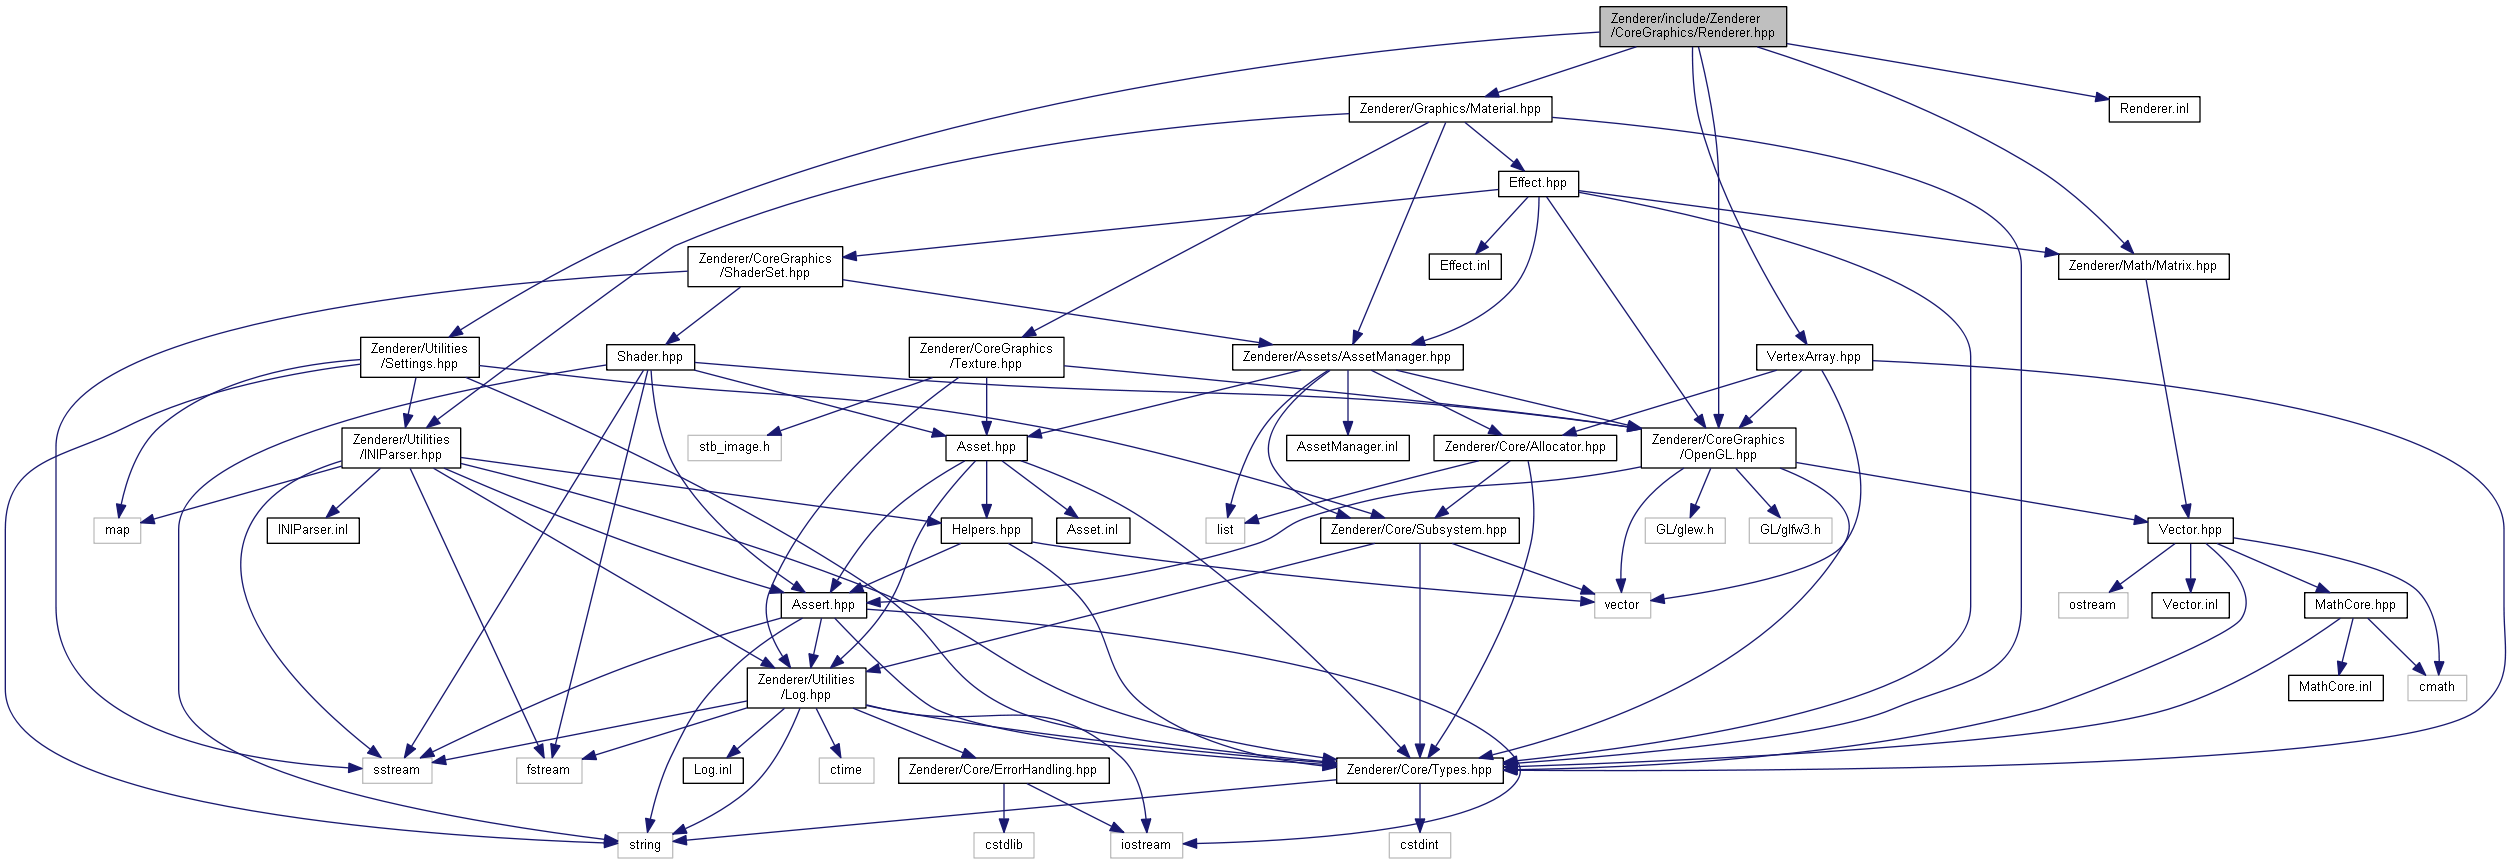 Zenderer/include/Zenderer
/CoreGraphics/Renderer.hpp
Zenderer/Graphics/Material.hpp
Renderer.inl
Effect.hpp
Zenderer/CoreGraphics
/ShaderSet.hpp
Effect.inl
Zenderer/Math/Matrix.hpp
Zenderer/Utilities
/Settings.hpp
Shader.hpp
Zenderer/CoreGraphics
/Texture.hpp
Zenderer/Assets/AssetManager.hpp
VertexArray.hpp
Zenderer/Utilities
/INIParser.hpp
stb_image.h
Asset.hpp
AssetManager.inl
Zenderer/Core/Allocator.hpp
Zenderer/CoreGraphics
/OpenGL.hpp
map
INIParser.inl
Helpers.hpp
Asset.inl
list
Zenderer/Core/Subsystem.hpp
GL/glew.h
GL/glfw3.h
Vector.hpp
Assert.hpp
vector
ostream
Vector.inl
MathCore.hpp
Zenderer/Utilities
/Log.hpp
MathCore.inl
cmath
sstream
fstream
Log.inl
ctime
Zenderer/Core/ErrorHandling.hpp
Zenderer/Core/Types.hpp
string
cstdlib
iostream
cstdint